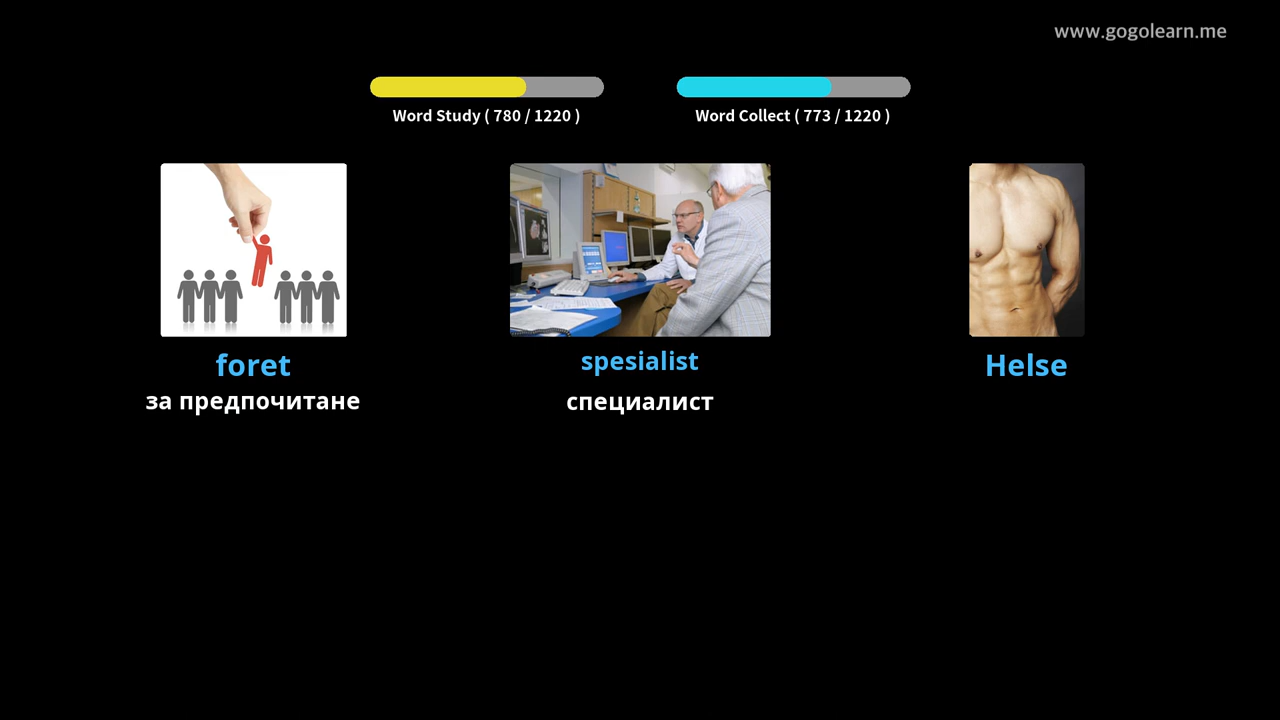 www.gogolearn.me
Word Study ( 780 / 1220 )
Word Collect ( 773 / 1220 )
foret
за предпочитане
spesialist
специалист
Helse